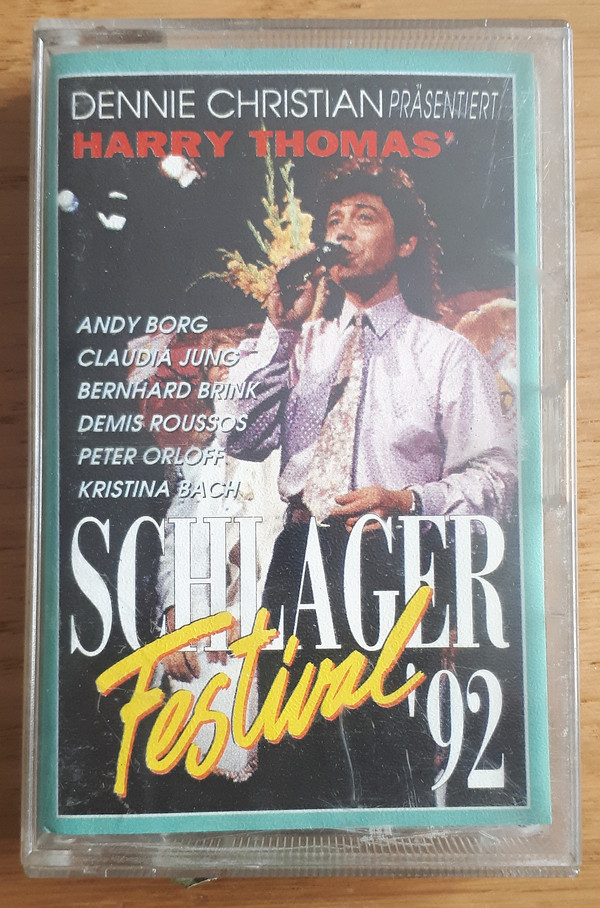 DENNIE CHRISTIAN PRÄSENTIERT
HARRY THOMAS'
ANDY BORG
CLAUDIA JUNG
BERNHARD BRINK
DEMIS ROUSSOS
PETER ORLOFF
KRISTINA BACH
SCHLAGER
Festival
'92